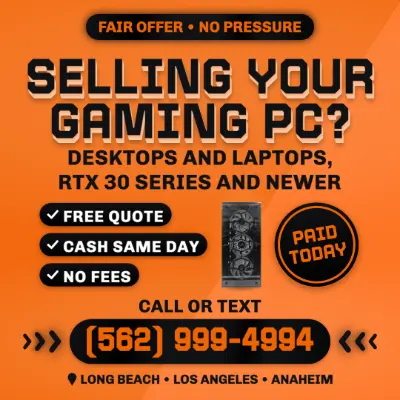 FAIR OFFER • NO PRESSURE
SELLING YOUR
GAMING PC?
DESKTOPS AND LAPTOPS,
RTX 30 SERIES AND NEWER
FREE QUOTE
CASH SAME DAY
NO FEES
PAID
TODAY
CALL OR TEXT
(562) 999-4994
LONG BEACH • LOS ANGELES • ANAHEIM